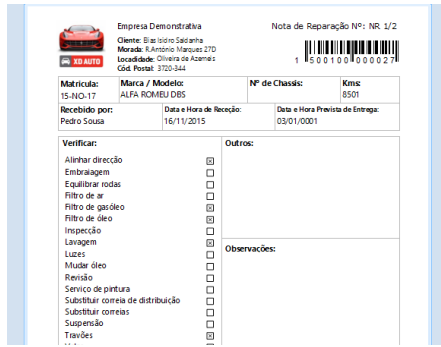 Empresa Demonstrativa
Nota de Reparação Nº: NR 1/2
Cliente: Elias Isidro Saldanha
Morada: R.António Marques 27D
Locadidade: Oliveira de Azemeis
Cód. Postal: 3720-344
XD AUTO
1 500100 000027
Matricula: Marca / Modelo: Nº de Chassis: Kms:
15-NO-17 ALFA ROMEU DBS 8501
Recebido por: Data e Hora de Receção: Data e Hora Prevista de Entrega:
Pedro Sousa 16/11/2015 03/01/0001
Verificar: Outros:
Alinhar direcção
Embraiagem
Equilibrar rodas
Filtro de ar
Filtro de gasóleo
Filtro de óleo
Inspecção
Lavagem
Observacões:
Luzes
Mudar óleo
Revisão
Serviço de pintura
Substituir correia de distribuição
Substituir correias
Suspensão
Travões